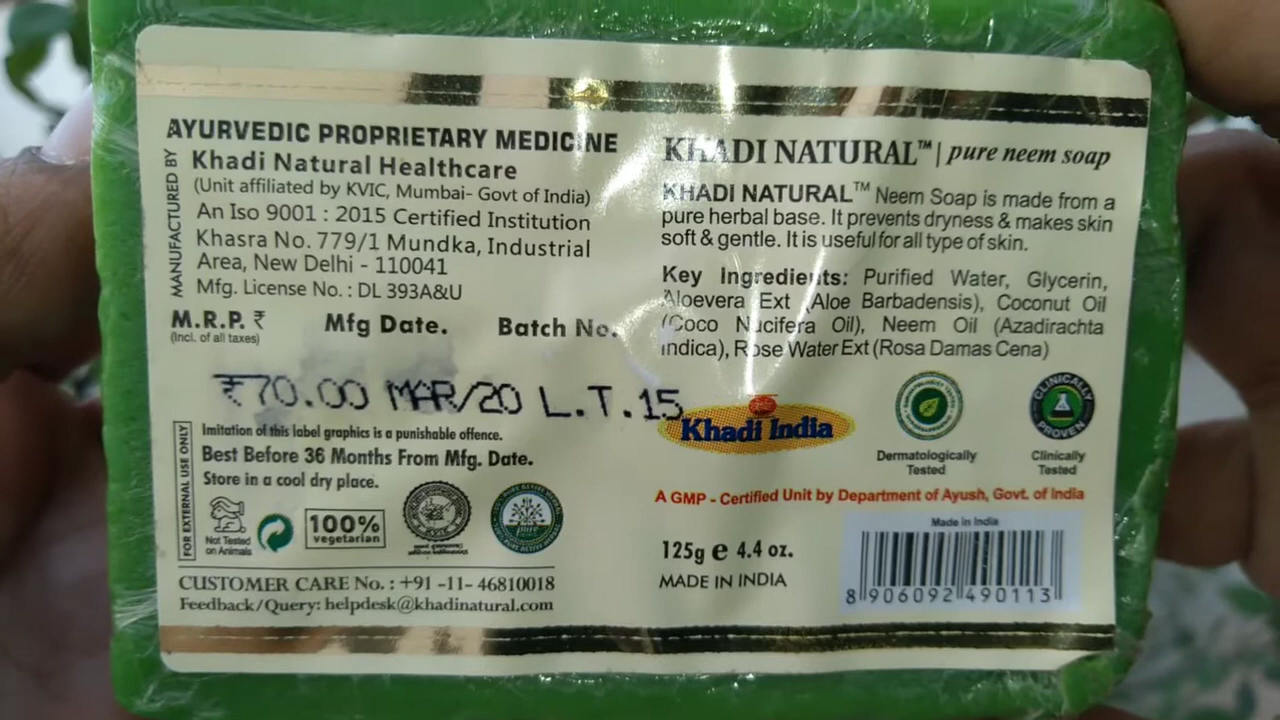 AYURVEDIC PROPRIETARY MEDICINE
MANUFACTURED BY
Khadi Natural Healthcare
(Unit affiliated by KVIC, Mumbai- Govt of India)
An Iso 9001 : 2015 Certified Institution
Khasra No. 779/1 Mundka, Industrial
Area, New Delhi - 110041
Mfg. License No. : DL 393A&U
M.R.P. ₹ Mfg Date. Batch No.
(Incl. of all taxes)
₹70.00 MAR/20 L.T.15
FOR EXTERNAL USE ONLY
Imitation of this label graphics is a punishable offence.
Best Before 36 Months From Mfg. Date.
Store in a cool dry place.
Not Tested
on Animals
100%
vegetarian
KVIC
pure
CUSTOMER CARE No. : +91 -11- 46810018
Feedback/Query: helpdesk@khadinatural.com
KHADI NATURAL™ | pure neem soap
KHADI NATURAL™ Neem Soap is made from a
pure herbal base. It prevents dryness & makes skin
soft & gentle. It is useful for all type of skin.
Key Ingredients: Purified Water, Glycerin,
Aloevera Ext (Aloe Barbadensis), Coconut Oil
(Coco Nucifera Oil), Neem Oil (Azadirachta
indica), Rose Water Ext (Rosa Damas Cena)
Khadi India
Dermatologically
Tested
CLINICALLY
PROVEN
Clinically
Tested
A GMP - Certified Unit by Department of Ayush, Govt. of India
125g e 4.4 oz.
MADE IN INDIA
Made in India
8 906092 490113